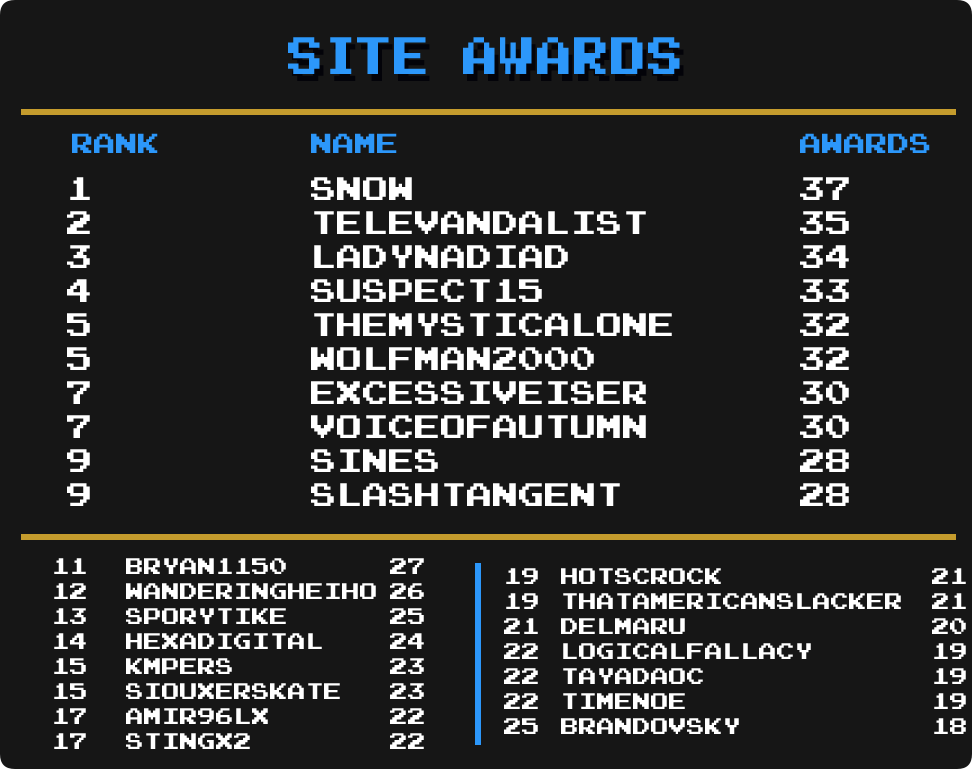 SITE AWARDS
RANK NAME AWARDS
1 SNOW 37
2 TELEVANDALIST 35
3 LADYNADIAD 34
4 SUSPECT15 33
5 THEMYSTICALONE 32
5 WOLFMAN2000 32
7 EXCESSIVEISER 30
7 VOICEOFAUTUMN 30
9 SINES 28
9 SLASHTANGENT 28
11 BRYAN1150 27
12 WANDERINGHEIHO 26
13 SPORYTIKE 25
14 HEXADIGITAL 24
15 KMPERS 23
15 SIOUXERSKATE 23
17 AMIR96LX 22
17 STINGX2 22
19 HOTSCROCK 21
19 THATAMERICANSLACKER 21
21 DELMARU 20
22 LOGICALFALLACY 19
22 TAYADAOC 19
22 TIMENOE 19
25 BRANDOVSKY 18